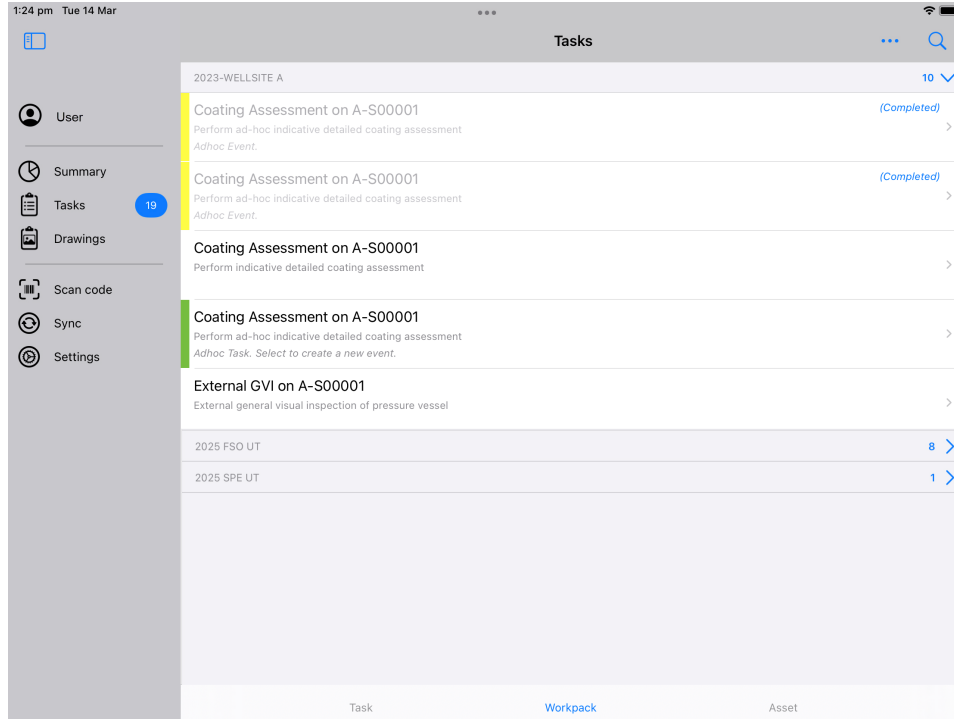 1:24 pm Tue 14 Mar
Tasks
User
Summary
Tasks 19
Drawings
Scan code
Sync
Settings
2023-WELLSITE A 10
Coating Assessment on A-S00001 (Completed)
Perform ad-hoc indicative detailed coating assessment
Adhoc Event.
Coating Assessment on A-S00001 (Completed)
Perform ad-hoc indicative detailed coating assessment
Adhoc Event.
Coating Assessment on A-S00001
Perform indicative detailed coating assessment
Coating Assessment on A-S00001
Perform ad-hoc indicative detailed coating assessment
Adhoc Task. Select to create a new event.
External GVI on A-S00001
External general visual inspection of pressure vessel
2025 FSO UT 8
2025 SPE UT 1
Task Workpack Asset